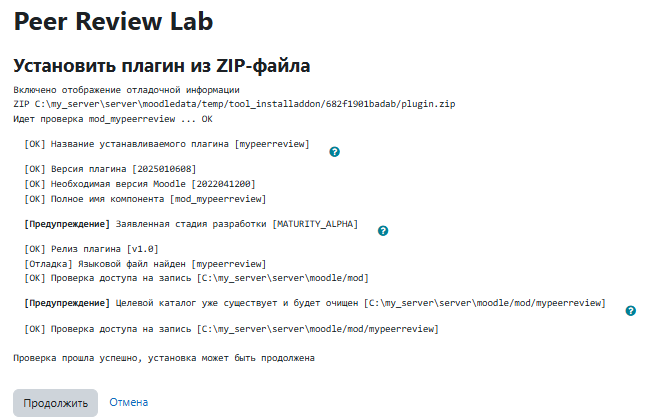 Peer Review Lab
Установить плагин из ZIP-файла
Включено отображение отладочной информации
ZIP C:\my_server\server\moodledata/temp/tool_installaddon/682f1901badab/plugin.zip
Идет проверка mod_mypeerreview ... OK
[OK] Название устанавливаемого плагина [mypeerreview]
[OK] Версия плагина [2025010608]
[OK] Необходимая версия Moodle [2022041200]
[OK] Полное имя компонента [mod_mypeerreview]
[Предупреждение] Заявленная стадия разработки [MATURITY_ALPHA]
[OK] Релиз плагина [v1.0]
[Отладка] Языковой файл найден [mypeerreview]
[OK] Проверка доступа на запись [C:\my_server\server\moodle/mod]
[Предупреждение] Целевой каталог уже существует и будет очищен [C:\my_server\server\moodle/mod/mypeerreview]
[OK] Проверка доступа на запись [C:\my_server\server\moodle/mod/mypeerreview]
Проверка прошла успешно, установка может быть продолжена
Продолжить Отмена